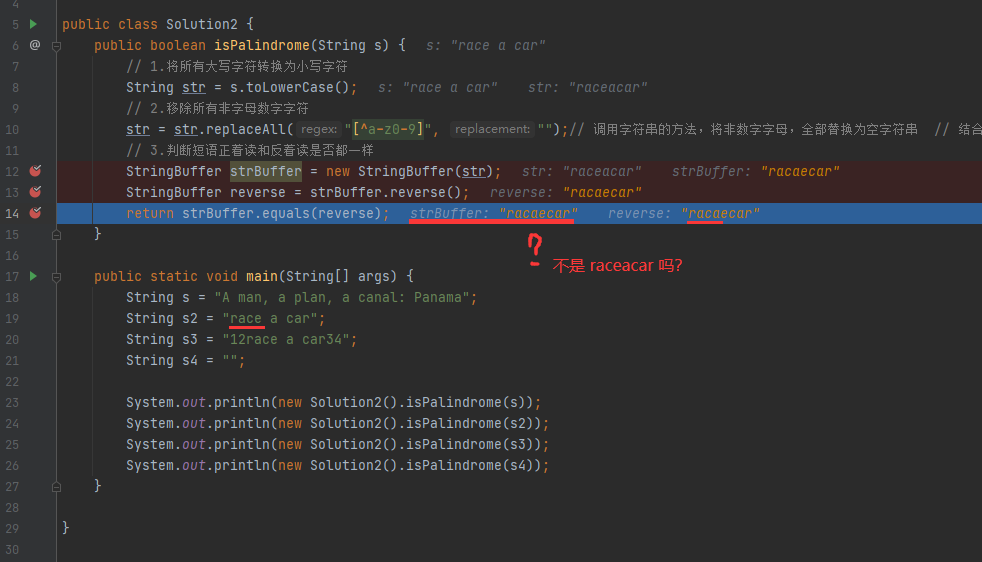 4
5 public class Solution2 {
6 @ public boolean isPalindrome(String s) { s: "race a car"
7 // 1.将所有大写字符转换为小写字符
8 String str = s.toLowerCase(); s: "race a car" str: "raceacar"
9 // 2.移除所有非字母数字字符
10 str = str.replaceAll( regex: "[^a-z0-9]", replacement: "");// 调用字符串的方法，将非数字字母，全部替换为空字符串 // 结合
11 // 3.判断短语正着读和反着读是否都一样
12 StringBuffer strBuffer = new StringBuffer(str); str: "raceacar" strBuffer: "racaecar"
13 StringBuffer reverse = strBuffer.reverse(); reverse: "racaecar"
14 return strBuffer.equals(reverse); strBuffer: "racaecar" reverse: "racaecar"
15 }
? 不是 raceacar 吗?
16
17 public static void main(String[] args) {
18 String s = "A man, a plan, a canal: Panama";
19 String s2 = "race a car";
20 String s3 = "12race a car34";
21 String s4 = "";
22
23 System.out.println(new Solution2().isPalindrome(s));
24 System.out.println(new Solution2().isPalindrome(s2));
25 System.out.println(new Solution2().isPalindrome(s3));
26 System.out.println(new Solution2().isPalindrome(s4));
27 }
28
29 }
30